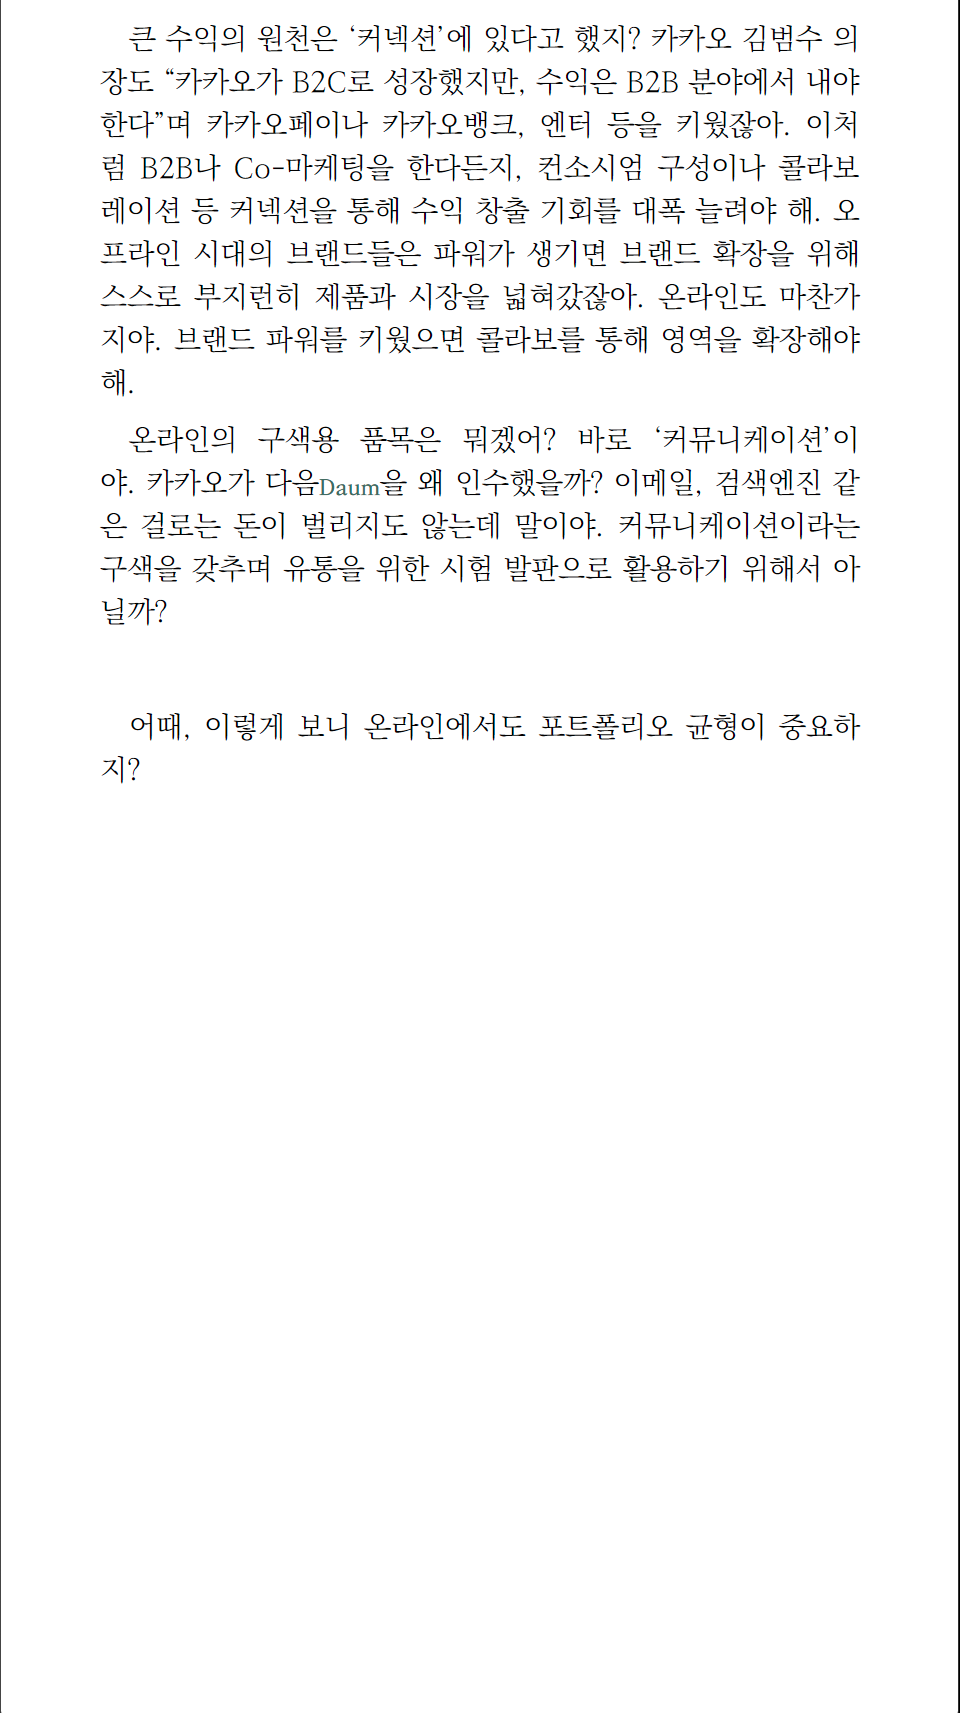 큰 수익의 원천은 ‘커넥션’에 있다고 했지? 카카오 김범수 의
장도 “카카오가 B2C로 성장했지만, 수익은 B2B 분야에서 내야
한다”며 카카오페이나 카카오뱅크, 엔터 등을 키웠잖아. 이처
럼 B2B나 Co-마케팅을 한다든지, 컨소시엄 구성이나 콜라보
레이션 등 커넥션을 통해 수익 창출 기회를 대폭 늘려야 해. 오
프라인 시대의 브랜드들은 파워가 생기면 브랜드 확장을 위해
스스로 부지런히 제품과 시장을 넓혀갔잖아. 온라인도 마찬가
지야. 브랜드 파워를 키웠으면 콜라보를 통해 영역을 확장해야
해.
온라인의 구색용 품목은 뭐겠어? 바로 ‘커뮤니케이션’이
야. 카카오가 다음Daum을 왜 인수했을까? 이메일, 검색엔진 같
은 걸로는 돈이 벌리지도 않는데 말이야. 커뮤니케이션이라는
구색을 갖추며 유통을 위한 시험 발판으로 활용하기 위해서 아
닐까?
어때, 이렇게 보니 온라인에서도 포트폴리오 균형이 중요하
지?